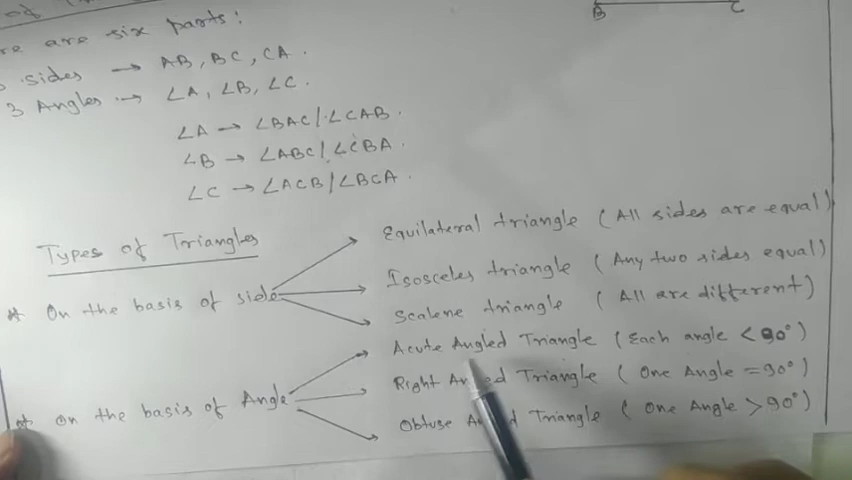 of
B C
re are six parts:
sides → AB, BC, CA.
3 Angles → ∠A, ∠B, ∠C.
∠A → ∠BAC/∠CAB.
∠B → ∠ABC/∠CBA.
∠C → ∠ACB/∠BCA.
Types of Triangles
* On the basis of side
Equilateral triangle (All sides are equal)
Isosceles triangle (Any two sides equal)
Scalene triangle (All are different)
* On the basis of Angle
Acute Angled Triangle (Each angle < 90°)
Right Angled Triangle (One Angle = 90°)
Obtuse Triangle (One Angle > 90°)